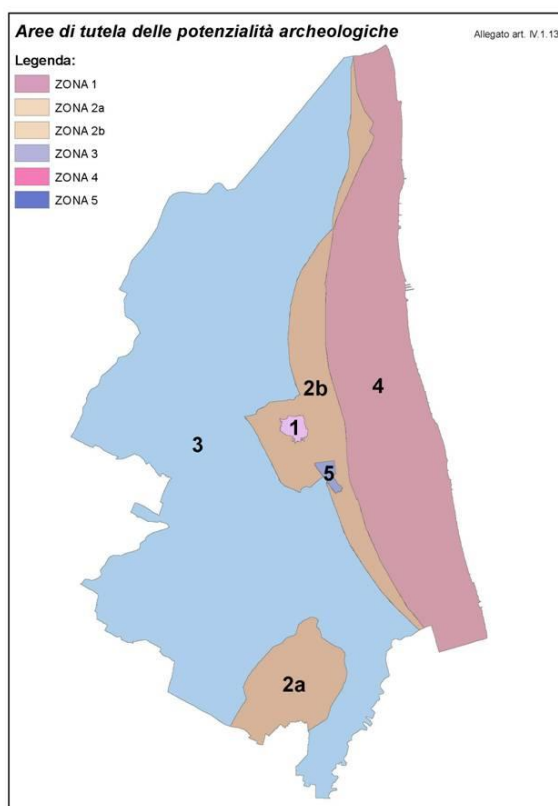 Aree di tutela delle potenzialità archeologiche
Allegato art. IV.1.13
Legenda:
ZONA 1
ZONA 2a
ZONA 2b
ZONA 3
ZONA 4
ZONA 5
2b
4
1
3
5
2a